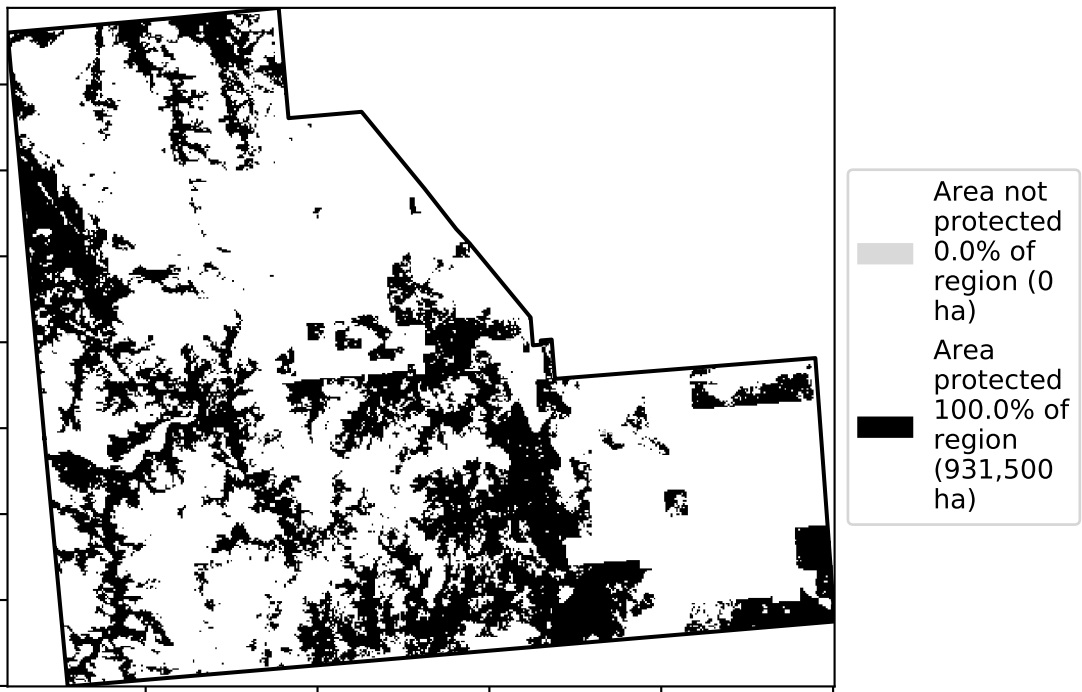 Area not
protected
0.0% of
region (0
ha)
Area
protected
100.0% of
region
(931,500
ha)